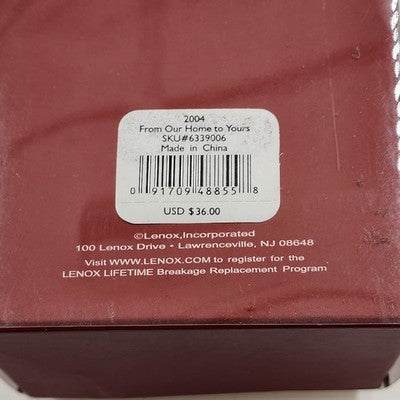 2004
From Our Home to Yours
SKU#6339006
Made in China
0 91709 48855 8
USD $36.00
©Lenox,Incorporated
100 Lenox Drive • Lawrenceville, NJ 08648
Visit WWW.LENOX.COM to register for the
LENOX LIFETIME Breakage Replacement Program